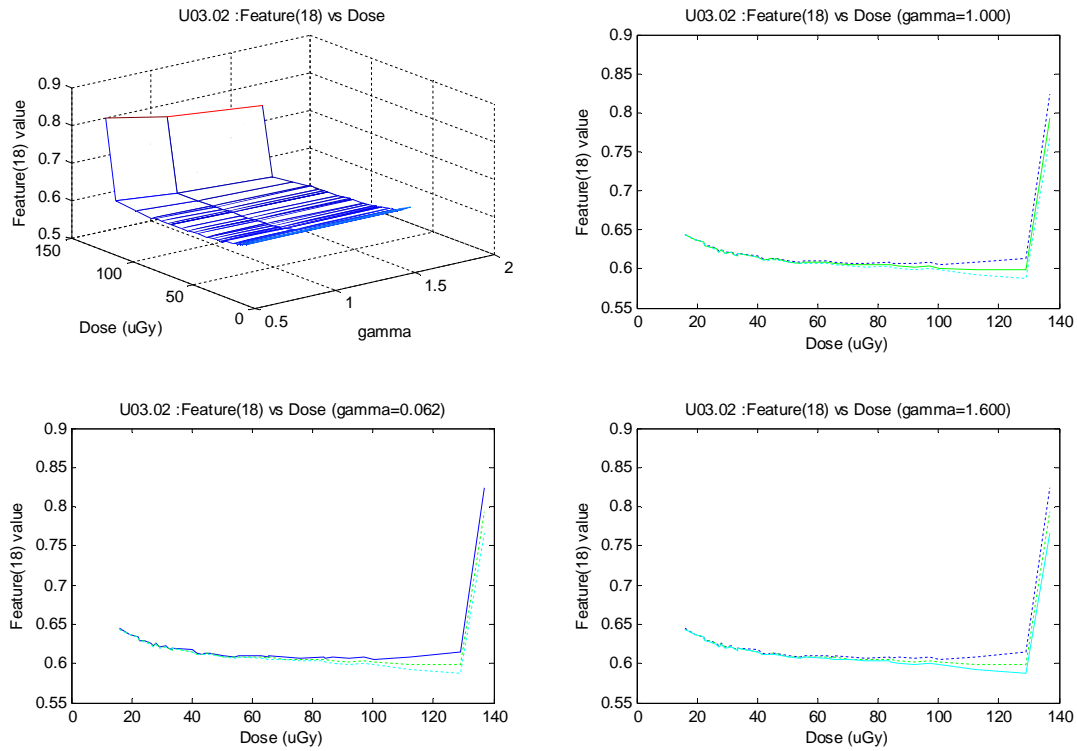 U03.02 :Feature(18) vs Dose
0.9
0.8
0.7
0.6
0.5
150
100
50
0
0.5
1
1.5
2
Feature(18) value
Dose (uGy)
gamma
U03.02 :Feature(18) vs Dose (gamma=1.000)
0.9
0.85
0.8
0.75
0.7
0.65
0.6
0.55
0 20 40 60 80 100 120 140
Feature(18) value
Dose (uGy)
U03.02 :Feature(18) vs Dose (gamma=0.062)
0.9
0.85
0.8
0.75
0.7
0.65
0.6
0.55
0 20 40 60 80 100 120 140
Feature(18) value
Dose (uGy)
U03.02 :Feature(18) vs Dose (gamma=1.600)
0.9
0.85
0.8
0.75
0.7
0.65
0.6
0.55
0 20 40 60 80 100 120 140
Feature(18) value
Dose (uGy)